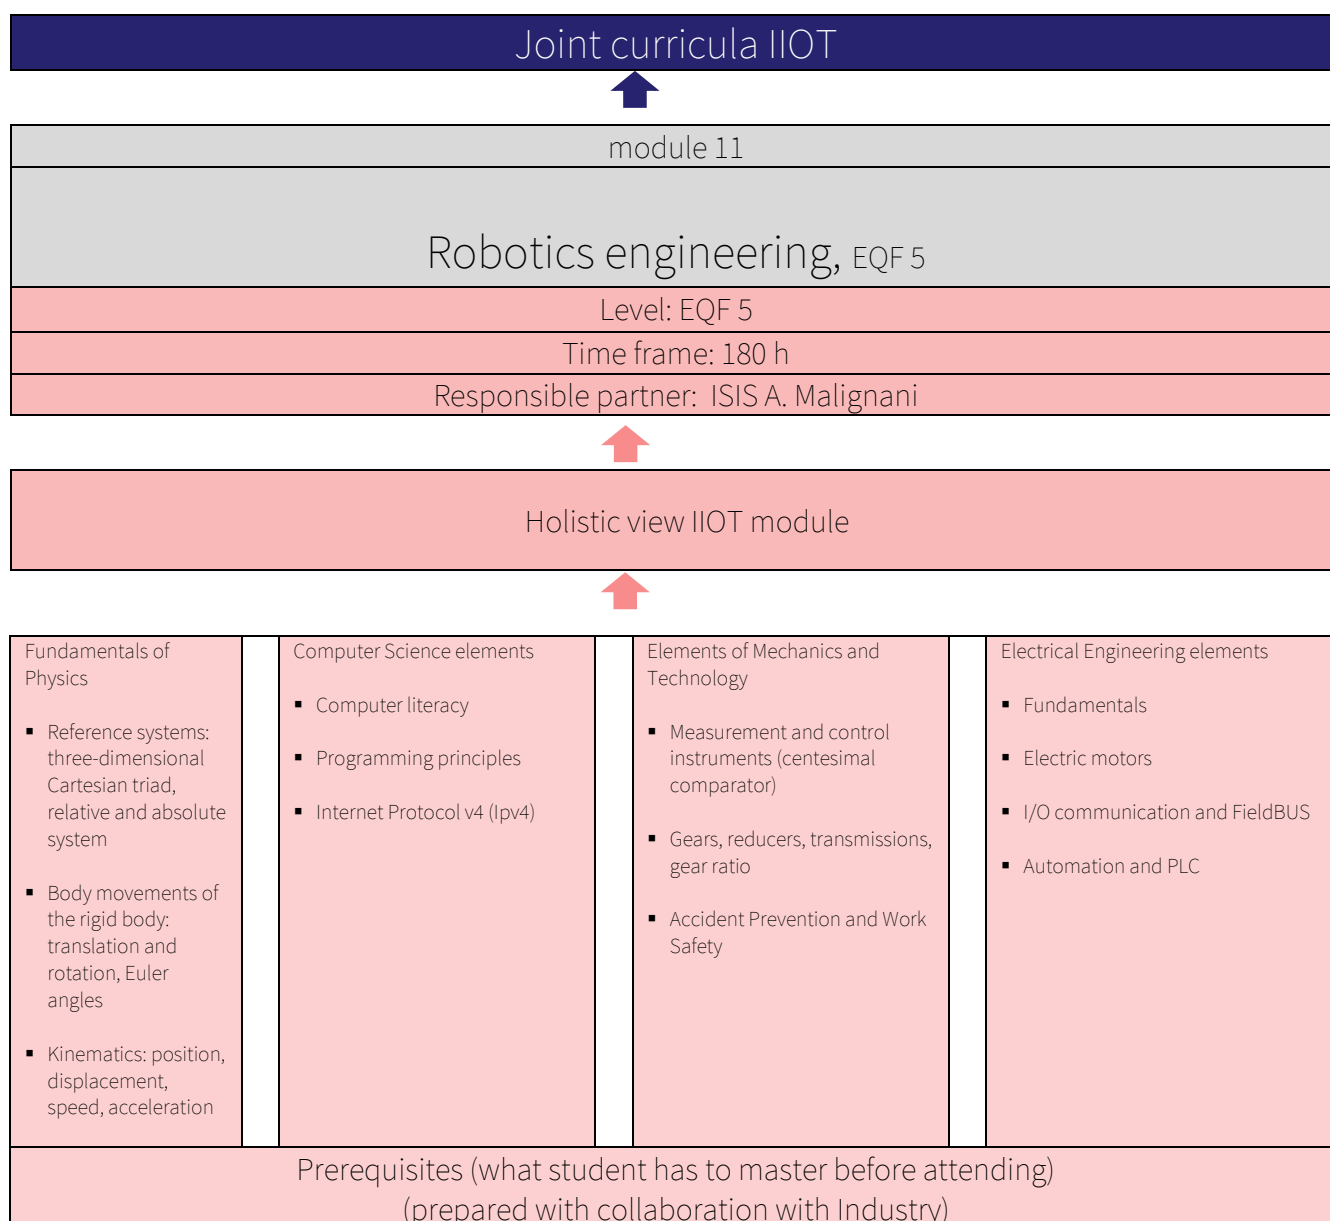 Joint curricula IIOT
module 11
Robotics engineering, EQF 5
Level: EQF 5
Time frame: 180 h
Responsible partner: ISIS A. Malignani
Holistic view IIOT module
Fundamentals of
Physics
▪ Reference systems:
three-dimensional
Cartesian triad,
relative and absolute
system
▪ Body movements of
the rigid body:
translation and
rotation, Euler
angles
▪ Kinematics: position,
displacement,
speed, acceleration
Computer Science elements
▪ Computer literacy
▪ Programming principles
▪ Internet Protocol v4 (Ipv4)
Elements of Mechanics and
Technology
▪ Measurement and control
instruments (centesimal
comparator)
▪ Gears, reducers, transmissions,
gear ratio
▪ Accident Prevention and Work
Safety
Electrical Engineering elements
▪ Fundamentals
▪ Electric motors
▪ I/O communication and FieldBUS
▪ Automation and PLC
Prerequisites (what student has to master before attending)
(prepared with collaboration with Industry)